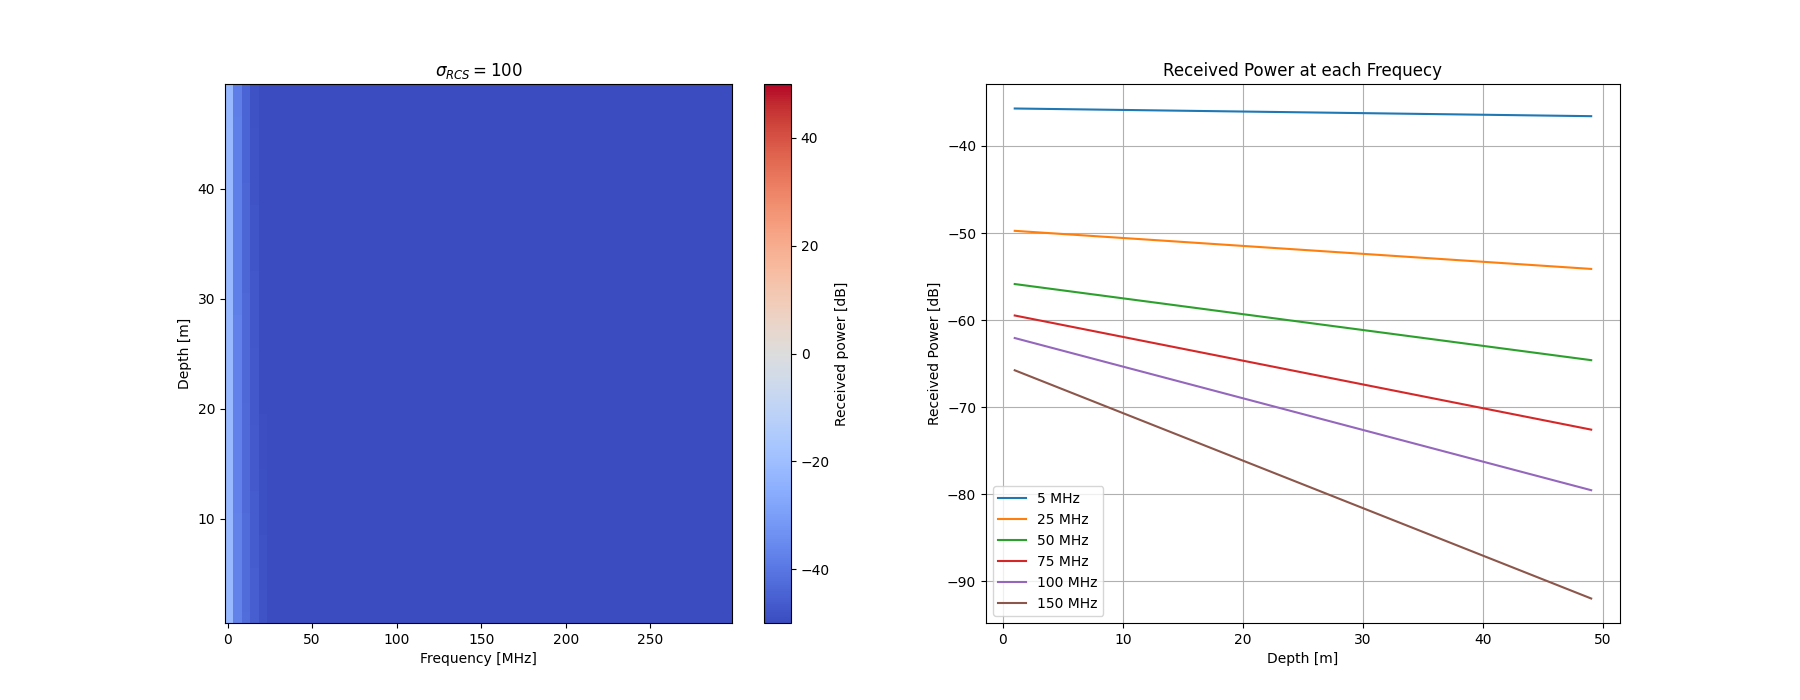 σ_RCS = 100
40
30
20
10
Depth [m]
0 50 100 150 200 250
Frequency [MHz]
40
20
0
−20
−40
Received power [dB]
Received Power at each Frequecy
−40
−50
−60
−70
−80
−90
Received Power [dB]
5 MHz
25 MHz
50 MHz
75 MHz
100 MHz
150 MHz
0 10 20 30 40 50
Depth [m]